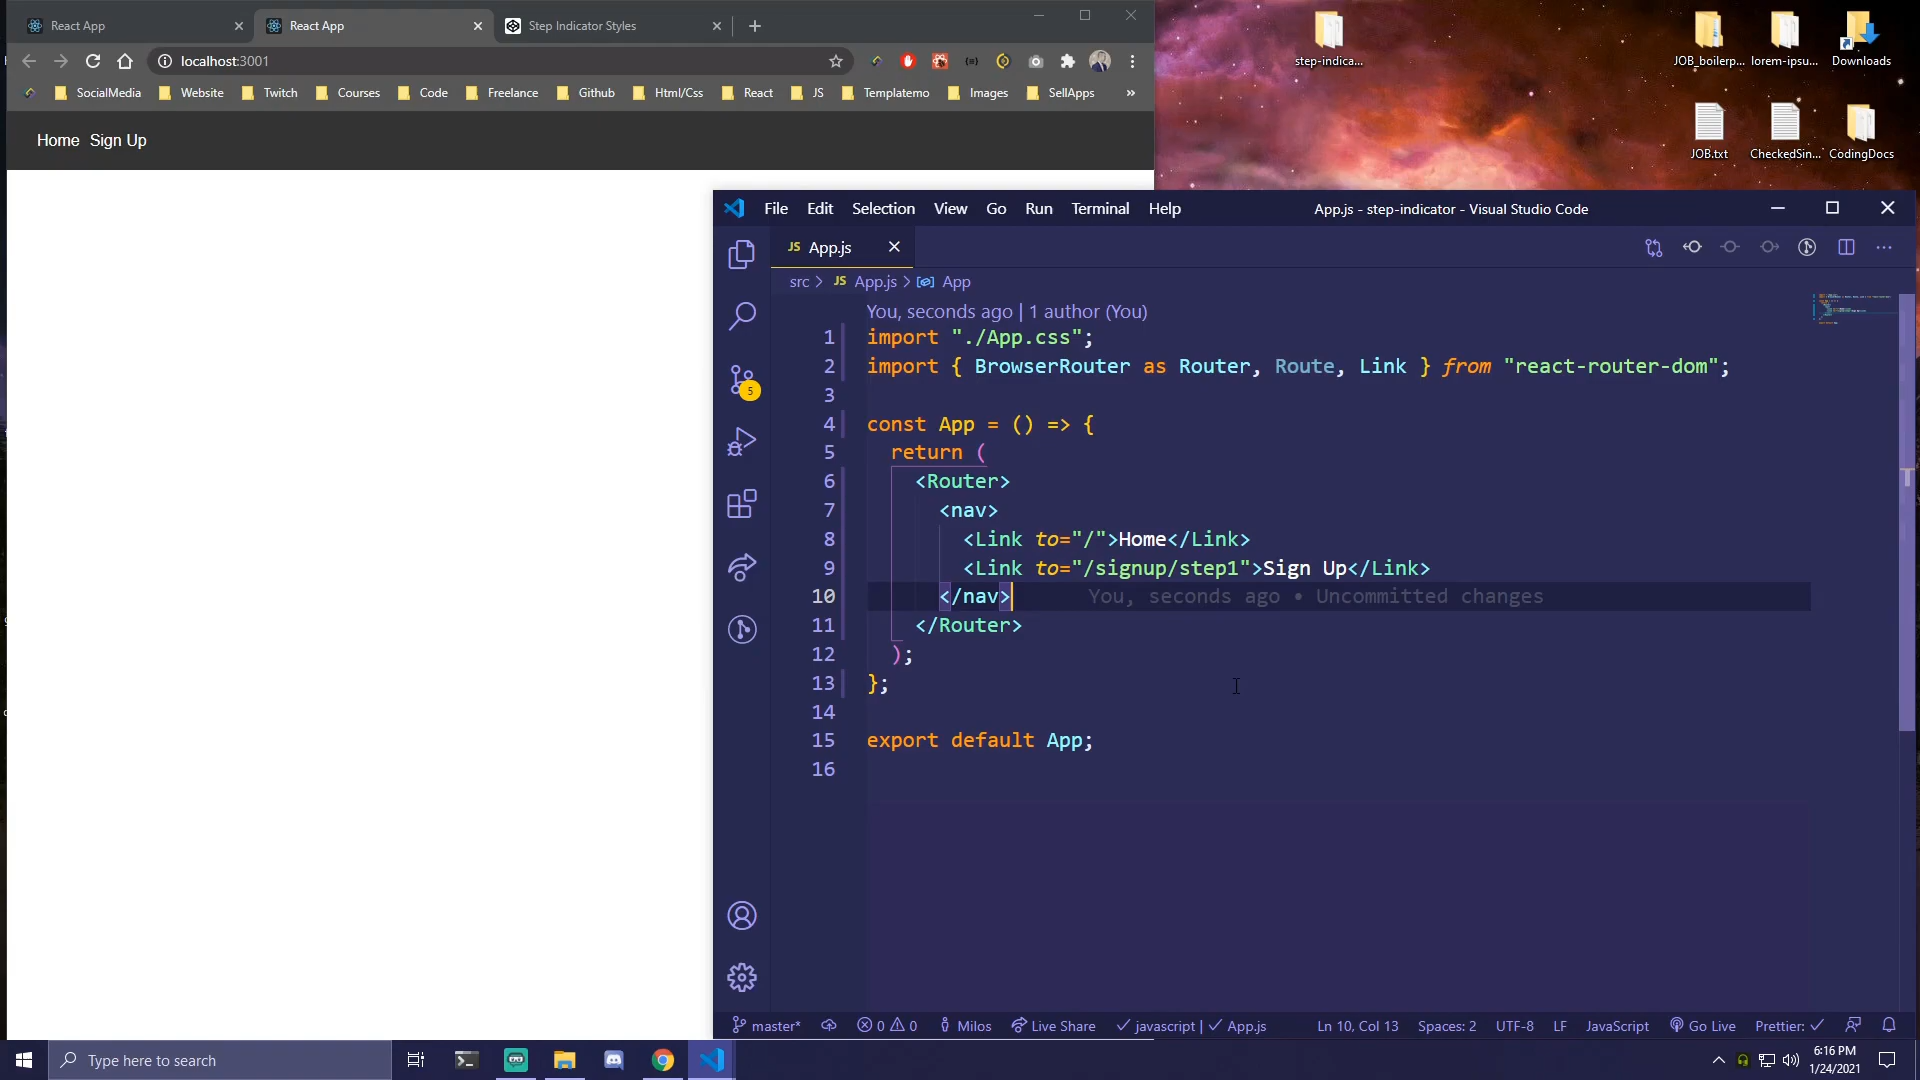 React App
React App
Step Indicator Styles
localhost:3001
SocialMedia
Website
Twitch
Courses
Code
Freelance
Github
Html/Css
React
JS
Templatemo
Images
SellApps
»
Home Sign Up
step-indica...
JOB_boilerp...
lorem-ipsu...
Downloads
JOB.txt
CheckedSin...
CodingDocs
File Edit Selection View Go Run Terminal Help
App.js - step-indicator - Visual Studio Code
JS App.js
src > JS App.js > App
You, seconds ago | 1 author (You)
1 import "./App.css";
2 import { BrowserRouter as Router, Route, Link } from "react-router-dom";
3
4 const App = () => {
5 return (
6 <Router>
7 <nav>
8 <Link to="/">Home</Link>
9 <Link to="/signup/step1">Sign Up</Link>
10 </nav> You, seconds ago • Uncommitted changes
11 </Router>
12 );
13 };
14
15 export default App;
16
5
master* 0 0 Milos Live Share javascript | App.js Ln 10, Col 13 Spaces: 2 UTF-8 LF JavaScript Go Live Prettier:
Type here to search
6:16 PM
1/24/2021